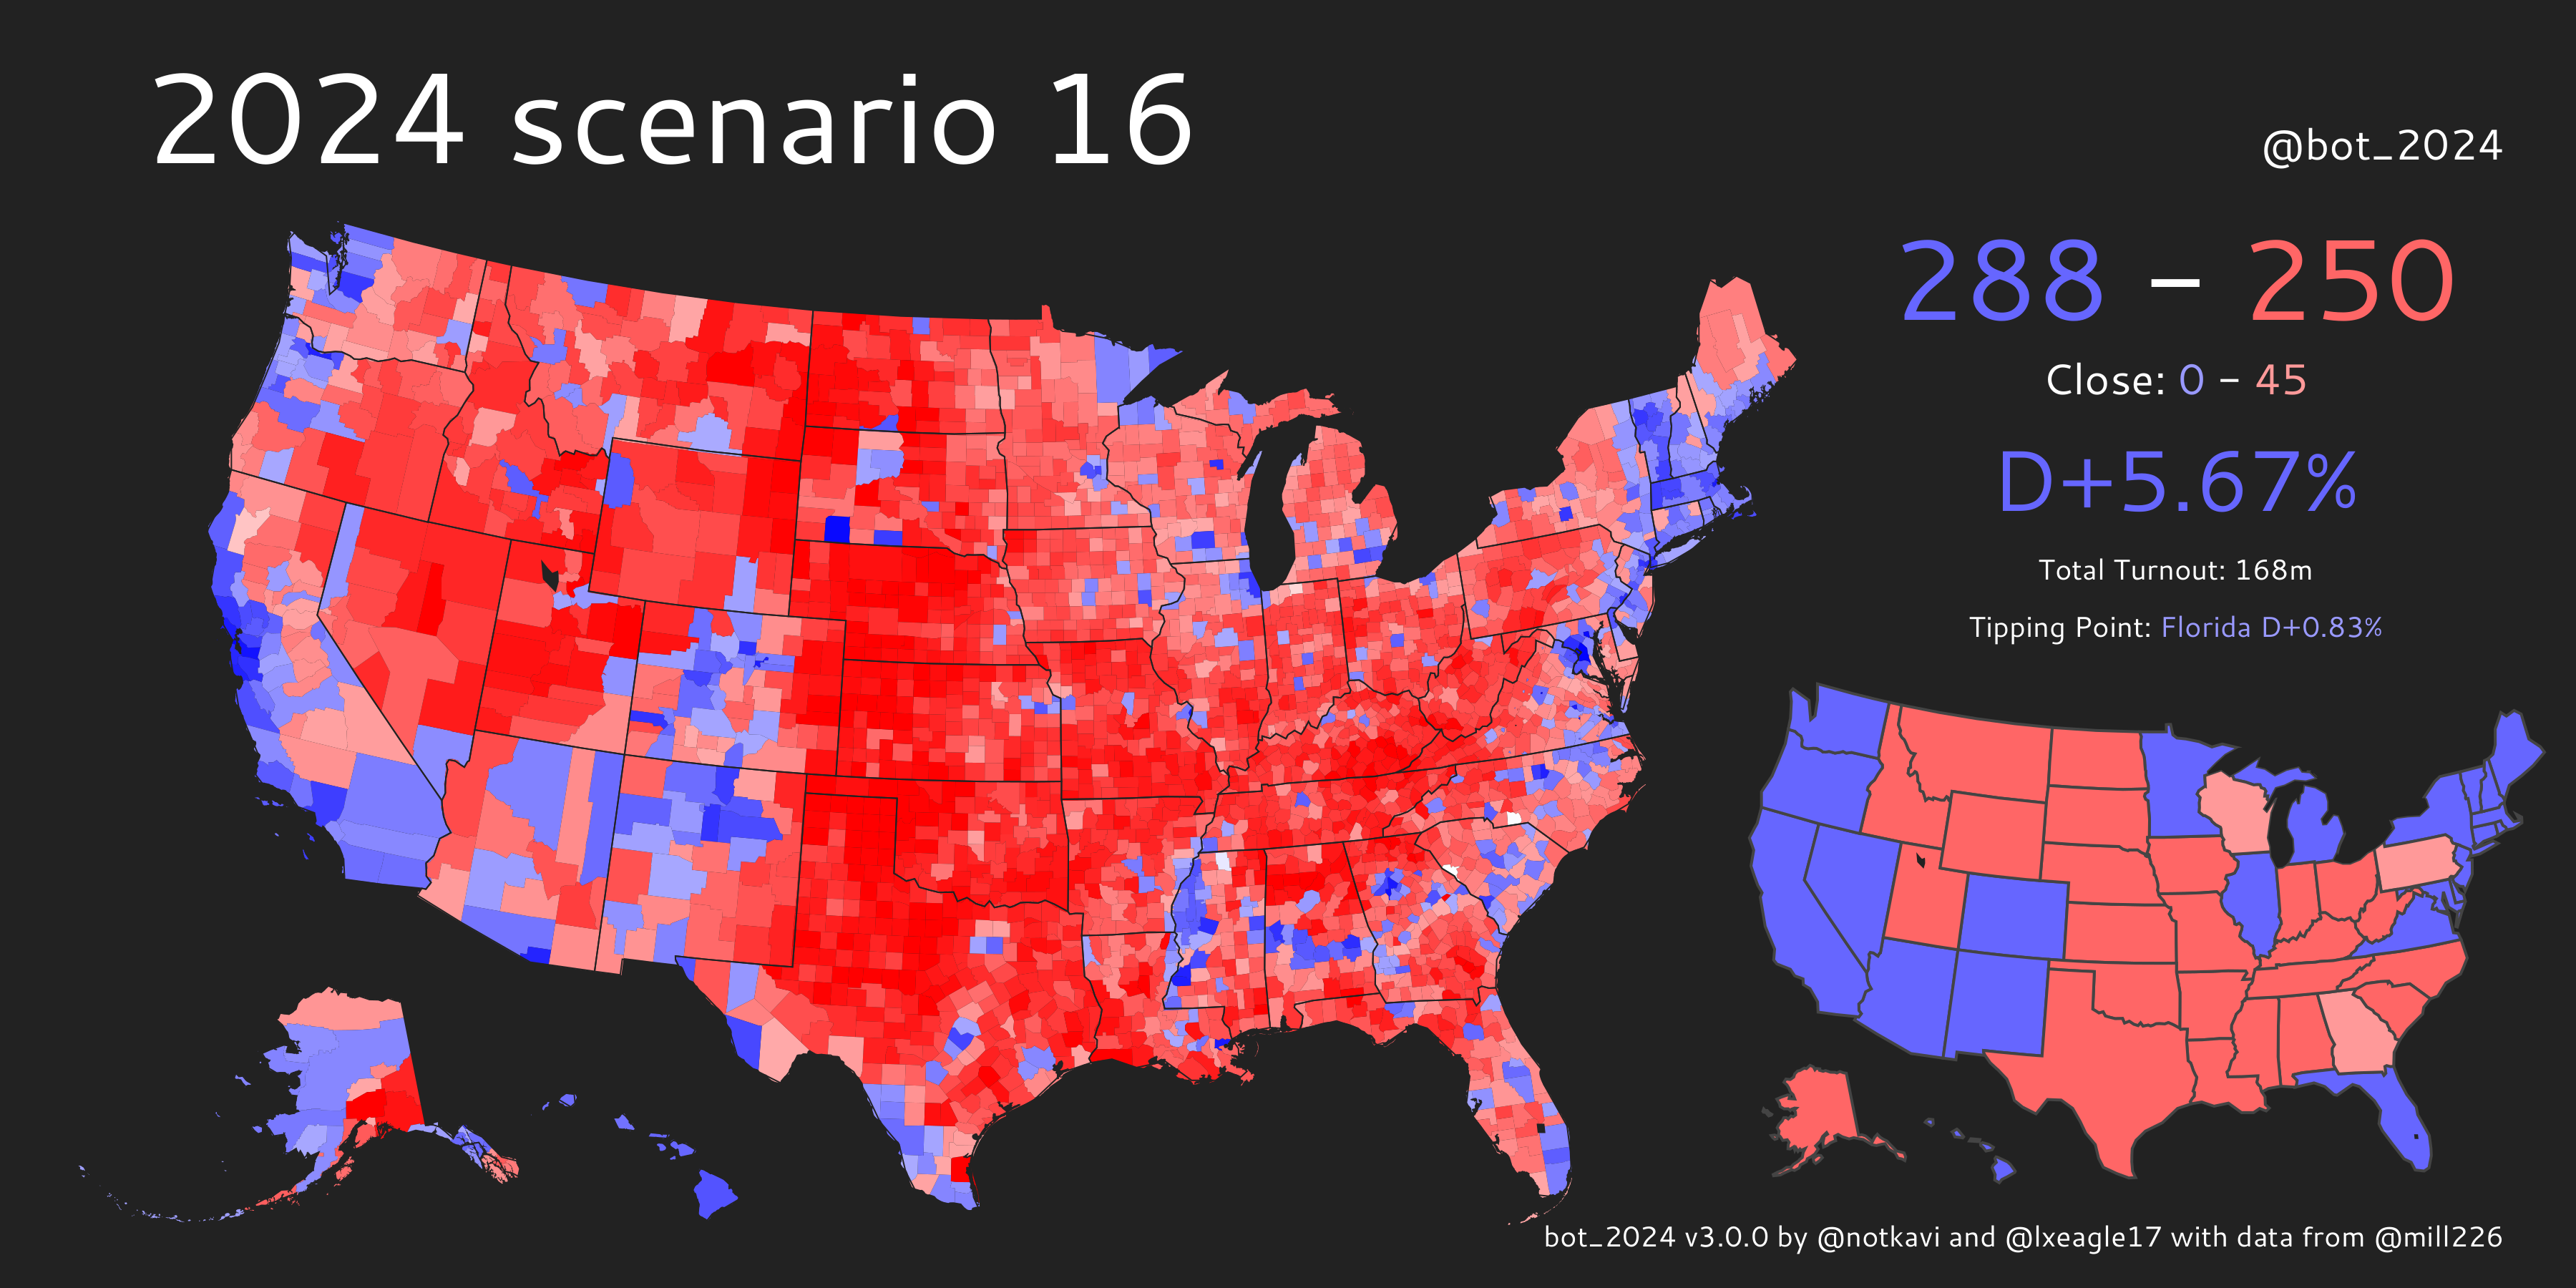 2024 scenario 16
@bot_2024
288 – 250
Close: 0 – 45
D+5.67%
Total Turnout: 168m
Tipping Point: Florida D+0.83%
bot_2024 v3.0.0 by @notkavi and @lxeagle17 with data from @mill226